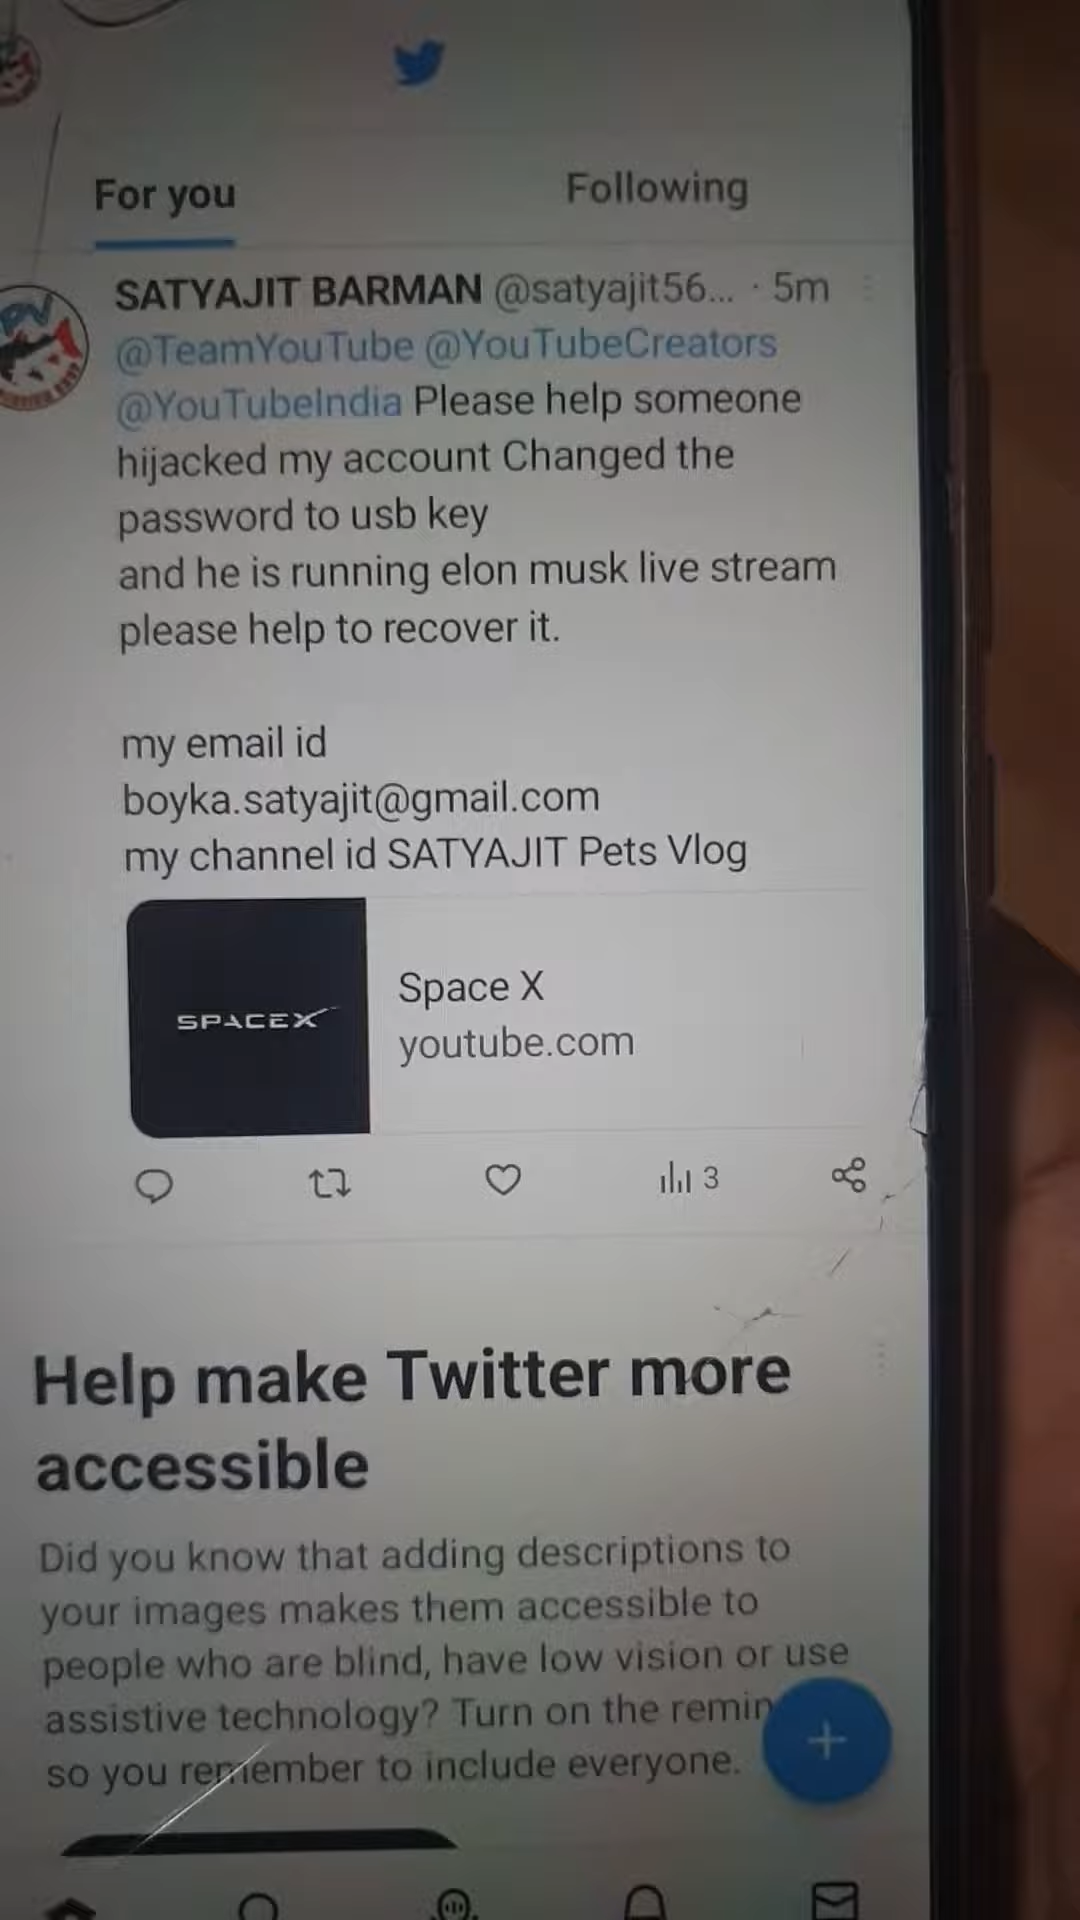 For you
Following
SATYAJIT BARMAN @satyajit56... · 5m
@TeamYouTube @YouTubeCreators
@YouTubeIndia Please help someone
hijacked my account Changed the
password to usb key
and he is running elon musk live stream
please help to recover it.
my email id
boyka.satyajit@gmail.com
my channel id SATYAJIT Pets Vlog
SPACEX
Space X
youtube.com
3
Help make Twitter more
accessible
Did you know that adding descriptions to
your images makes them accessible to
people who are blind, have low vision or use
assistive technology? Turn on the remin
so you remember to include everyone.